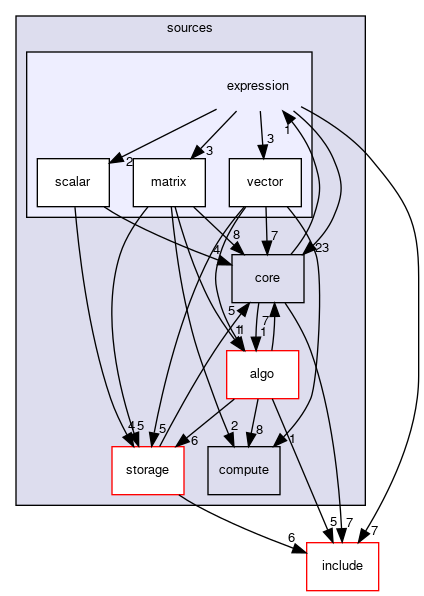 sources
expression
2
3
3
1
scalar
matrix
vector
4
8
7
23
core
5
11
1
7
algo
4
5
5
6
2
8
1
storage
compute
6
5
7
7
include